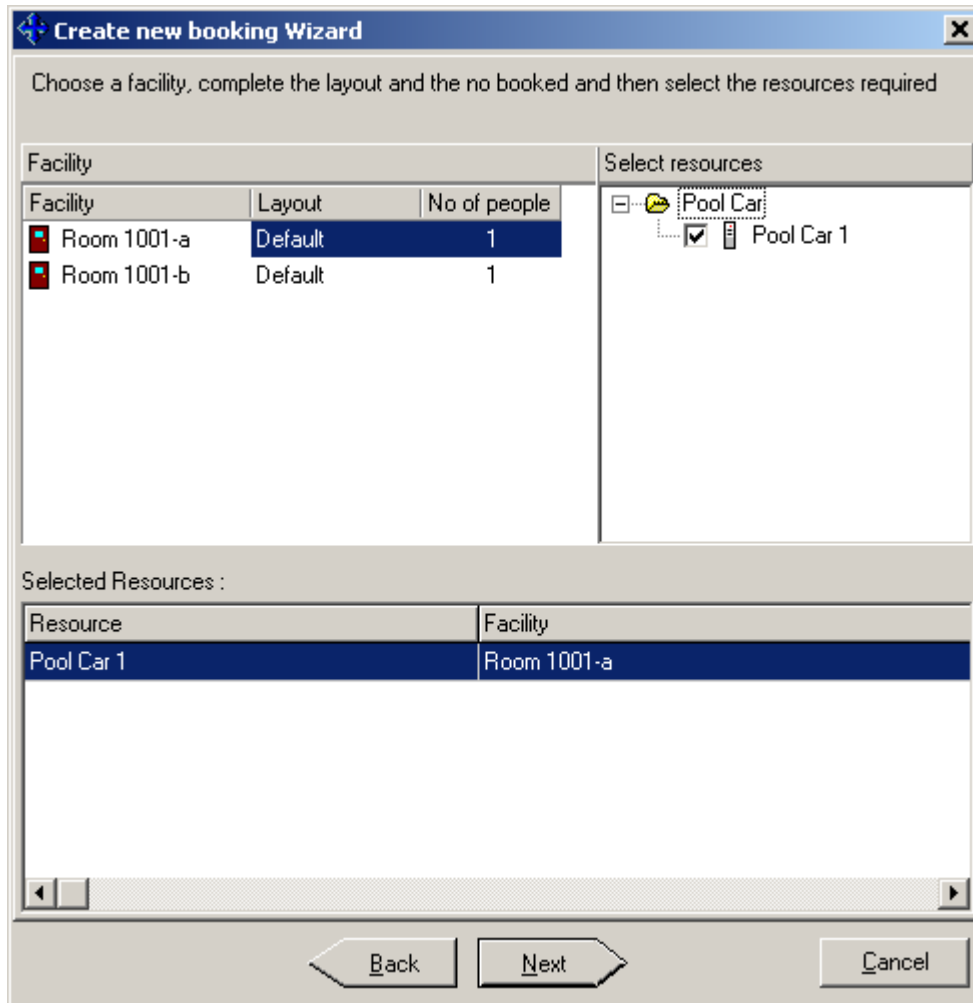 Create new booking Wizard
Choose a facility, complete the layout and the no booked and then select the resources required
Facility
Select resources
Facility Layout No of people
Room 1001-a Default 1
Room 1001-b Default 1
Pool Car
Pool Car 1
Selected Resources :
Resource Facility
Pool Car 1 Room 1001-a
Back Next Cancel